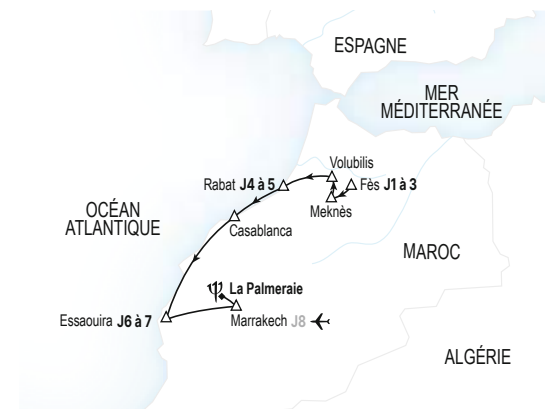 ESPAGNE
MER
MÉDITERRANÉE
Volubilis
Rabat J4 à 5
Fès J1 à 3
Meknès
OCÉAN
ATLANTIQUE
Casablanca
MAROC
La Palmeraie
Essaouira J6 à 7
Marrakech J8
ALGÉRIE